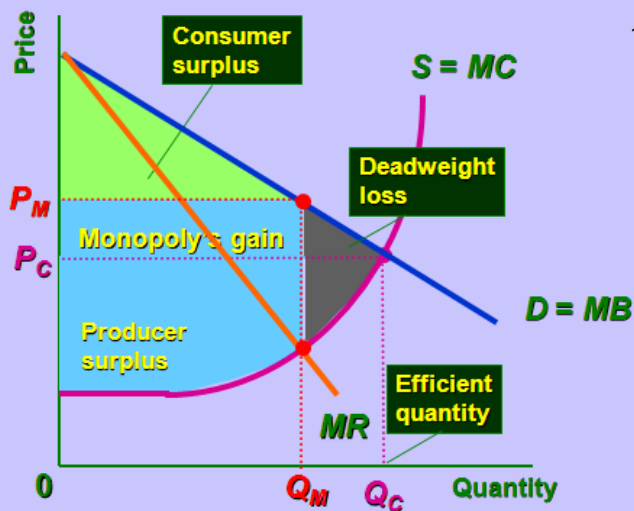 Price
Consumer
surplus
S = MC
Deadweight
loss
P_M
Monopoly's gain
P_C
Producer
surplus
D = MB
Efficient
quantity
MR
0
Q_M
Q_C
Quantity